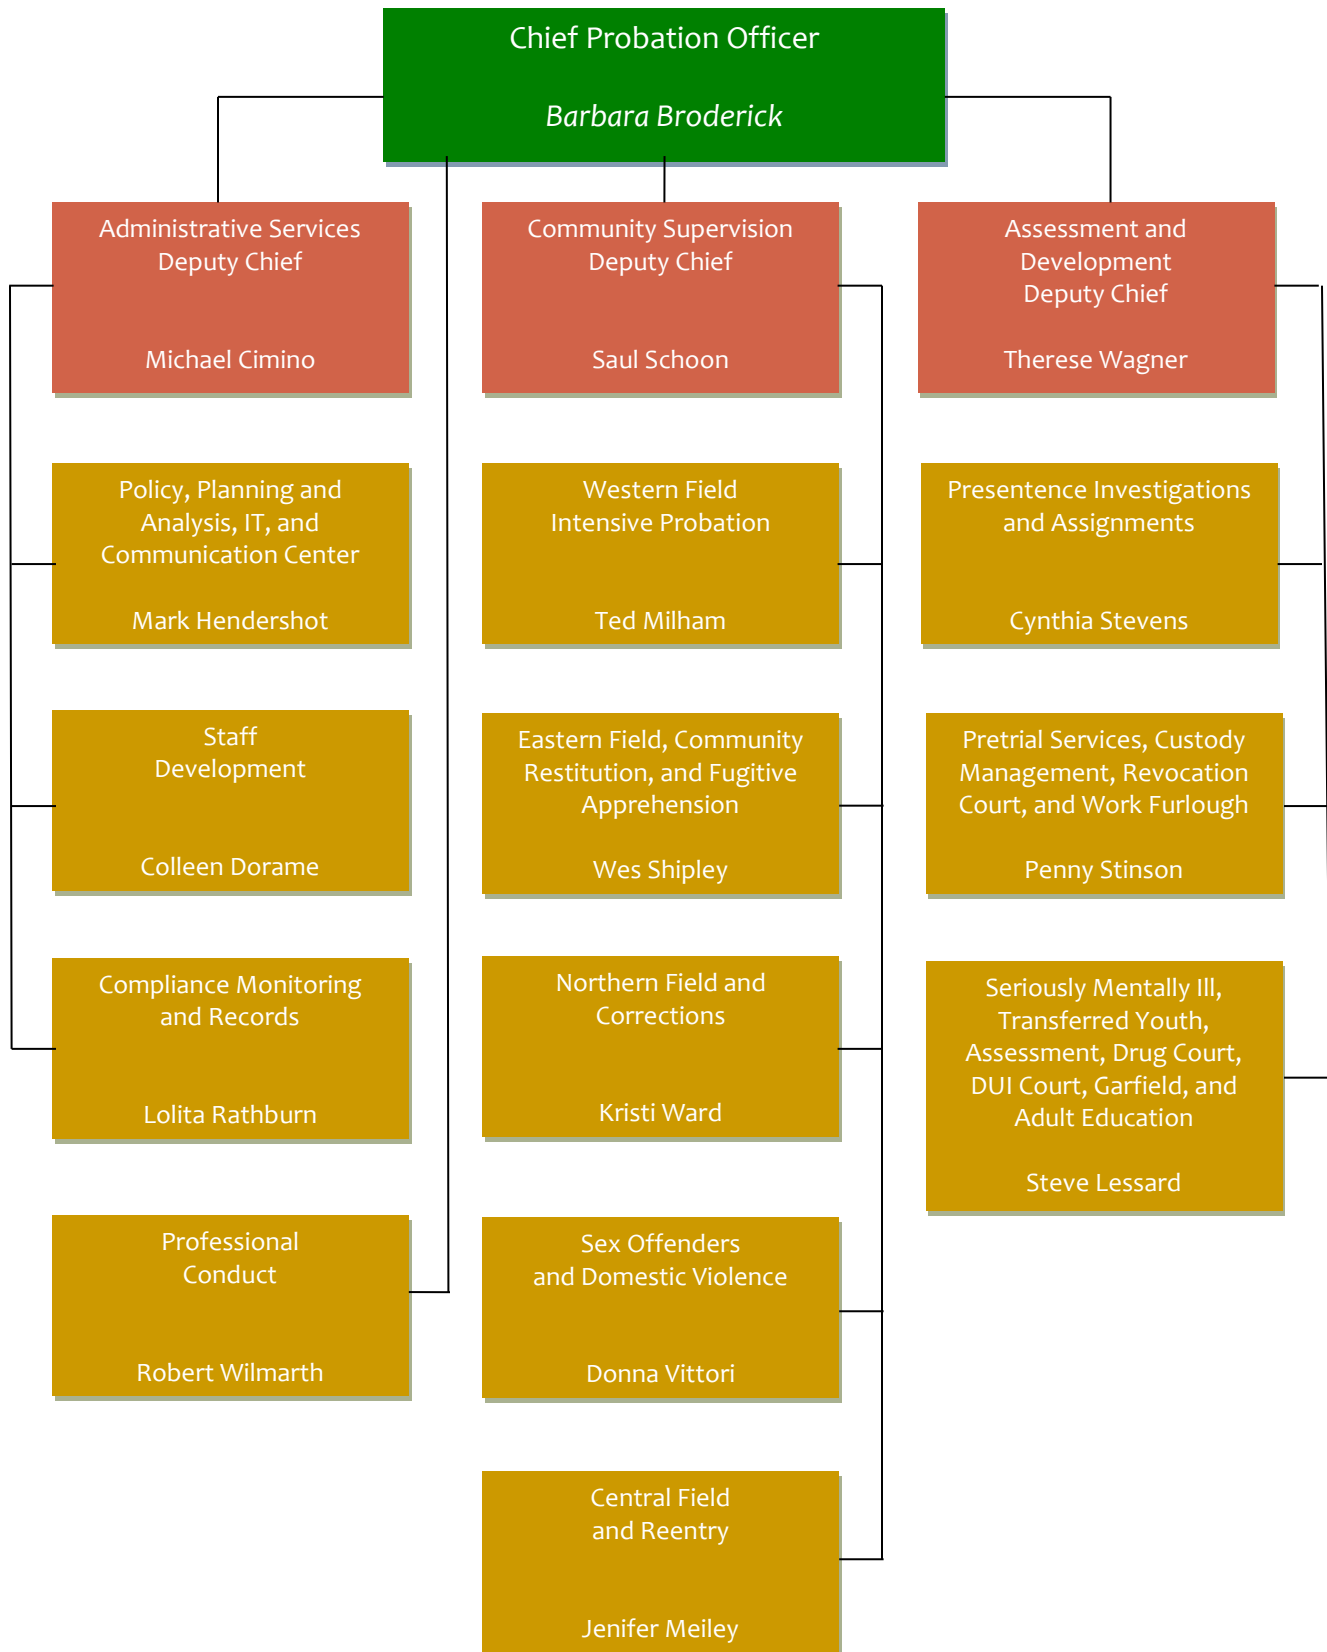 Chief Probation Officer
Barbara Broderick
Administrative Services
Deputy Chief
Michael Cimino
Community Supervision
Deputy Chief
Saul Schoon
Assessment and
Development
Deputy Chief
Therese Wagner
Policy, Planning and
Analysis, IT, and
Communication Center
Mark Hendershot
Western Field
Intensive Probation
Ted Milham
Presentence Investigations
and Assignments
Cynthia Stevens
Staff
Development
Colleen Dorame
Eastern Field, Community
Restitution, and Fugitive
Apprehension
Wes Shipley
Pretrial Services, Custody
Management, Revocation
Court, and Work Furlough
Penny Stinson
Compliance Monitoring
and Records
Lolita Rathburn
Northern Field and
Corrections
Kristi Ward
Seriously Mentally Ill,
Transferred Youth,
Assessment, Drug Court,
DUI Court, Garfield, and
Adult Education
Steve Lessard
Professional
Conduct
Robert Wilmarth
Sex Offenders
and Domestic Violence
Donna Vittori
Central Field
and Reentry
Jenifer Meiley